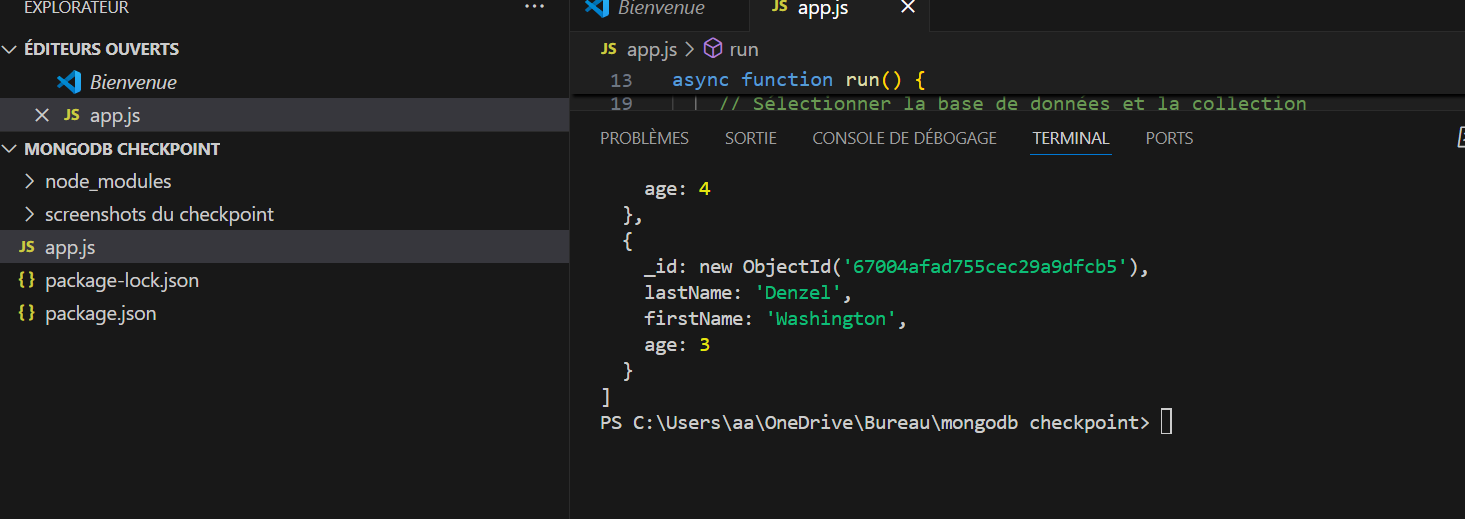 EXPLORATEUR
ÉDITEURS OUVERTS
Bienvenue
JS app.js
MONGODB CHECKPOINT
node_modules
screenshots du checkpoint
JS app.js
{} package-lock.json
{} package.json
Bienvenue JS app.js
JS app.js > run
13 async function run() {
19 // Sélectionner la base de données et la collection
PROBLÈMES SORTIE CONSOLE DE DÉBOGAGE TERMINAL PORTS
age: 4
},
{
_id: new ObjectId('67004afad755cec29a9dfcb5'),
lastName: 'Denzel',
firstName: 'Washington',
age: 3
}
]
PS C:\Users\aa\OneDrive\Bureau\mongodb checkpoint>